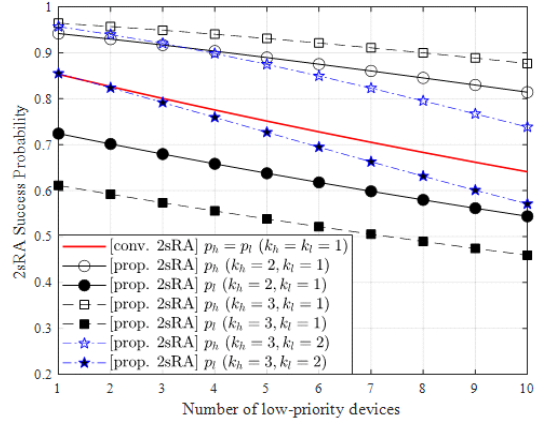 1
0.9
0.8
0.7
0.6
0.5
0.4
0.3
0.2
2sRA Success Probability
[conv. 2sRA] p_h = p_l (k_h = k_l = 1)
[prop. 2sRA] p_h (k_h = 2, k_l = 1)
[prop. 2sRA] p_l (k_h = 2, k_l = 1)
[prop. 2sRA] p_h (k_h = 3, k_l = 1)
[prop. 2sRA] p_l (k_h = 3, k_l = 1)
[prop. 2sRA] p_h (k_h = 3, k_l = 2)
[prop. 2sRA] p_l (k_h = 3, k_l = 2)
1 2 3 4 5 6 7 8 9 10
Number of low-priority devices